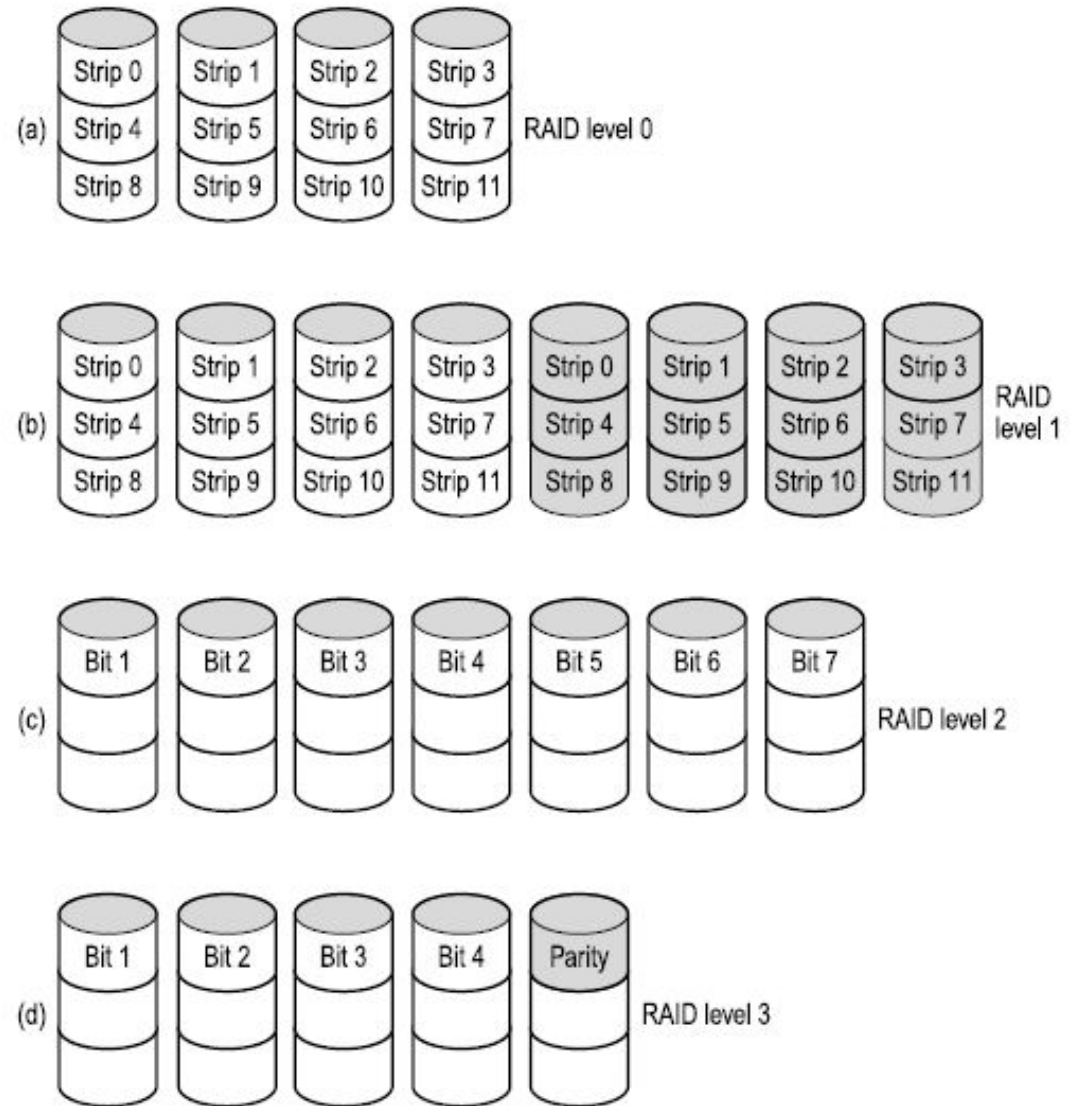 Strip 0 Strip 1 Strip 2 Strip 3
(a) Strip 4 Strip 5 Strip 6 Strip 7 RAID level 0
Strip 8 Strip 9 Strip 10 Strip 11
Strip 0 Strip 1 Strip 2 Strip 3 Strip 0 Strip 1 Strip 2 Strip 3
(b) Strip 4 Strip 5 Strip 6 Strip 7 Strip 4 Strip 5 Strip 6 Strip 7 RAID level 1
Strip 8 Strip 9 Strip 10 Strip 11 Strip 8 Strip 9 Strip 10 Strip 11
Bit 1 Bit 2 Bit 3 Bit 4 Bit 5 Bit 6 Bit 7
(c) RAID level 2
Bit 1 Bit 2 Bit 3 Bit 4 Parity
(d) RAID level 3